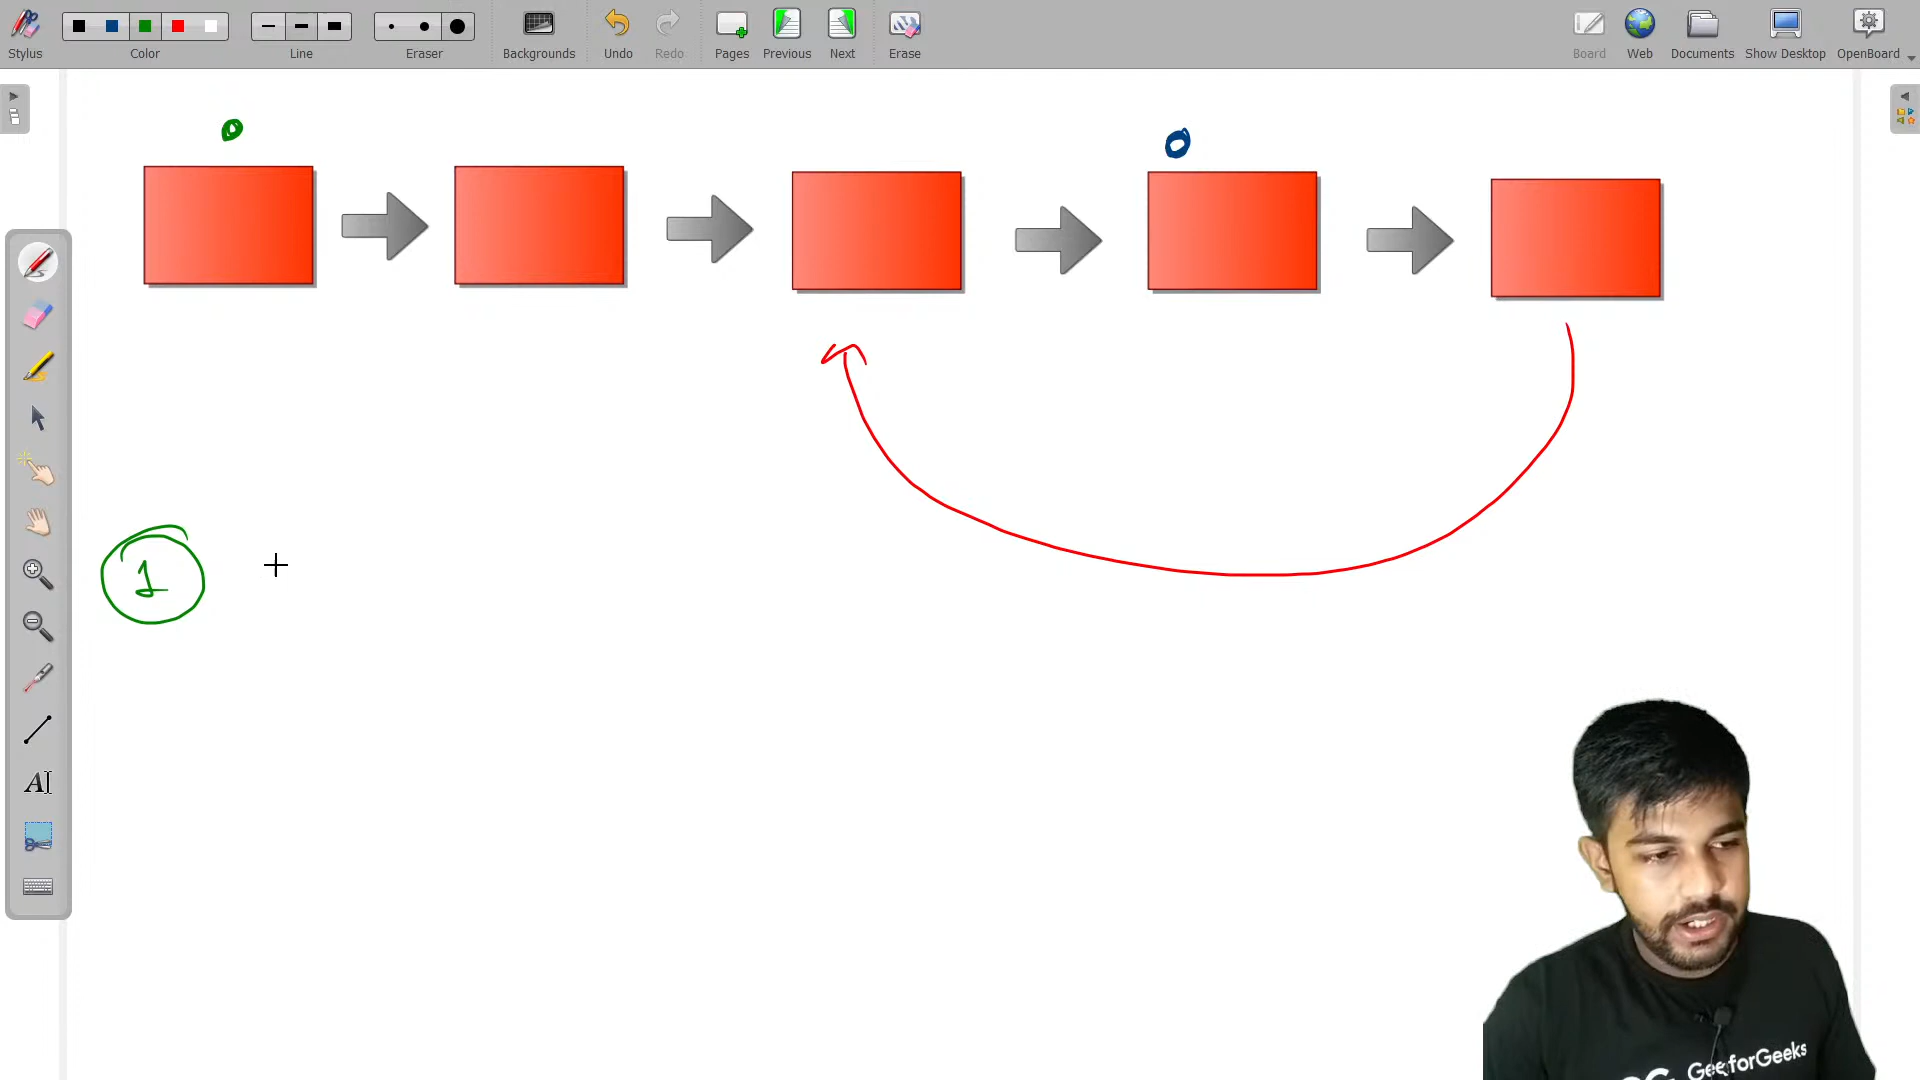 Stylus Color Line Eraser Backgrounds Undo Redo Pages Previous Next Erase Board Web Documents Show Desktop OpenBoard
1
A
GeeksforGeeks